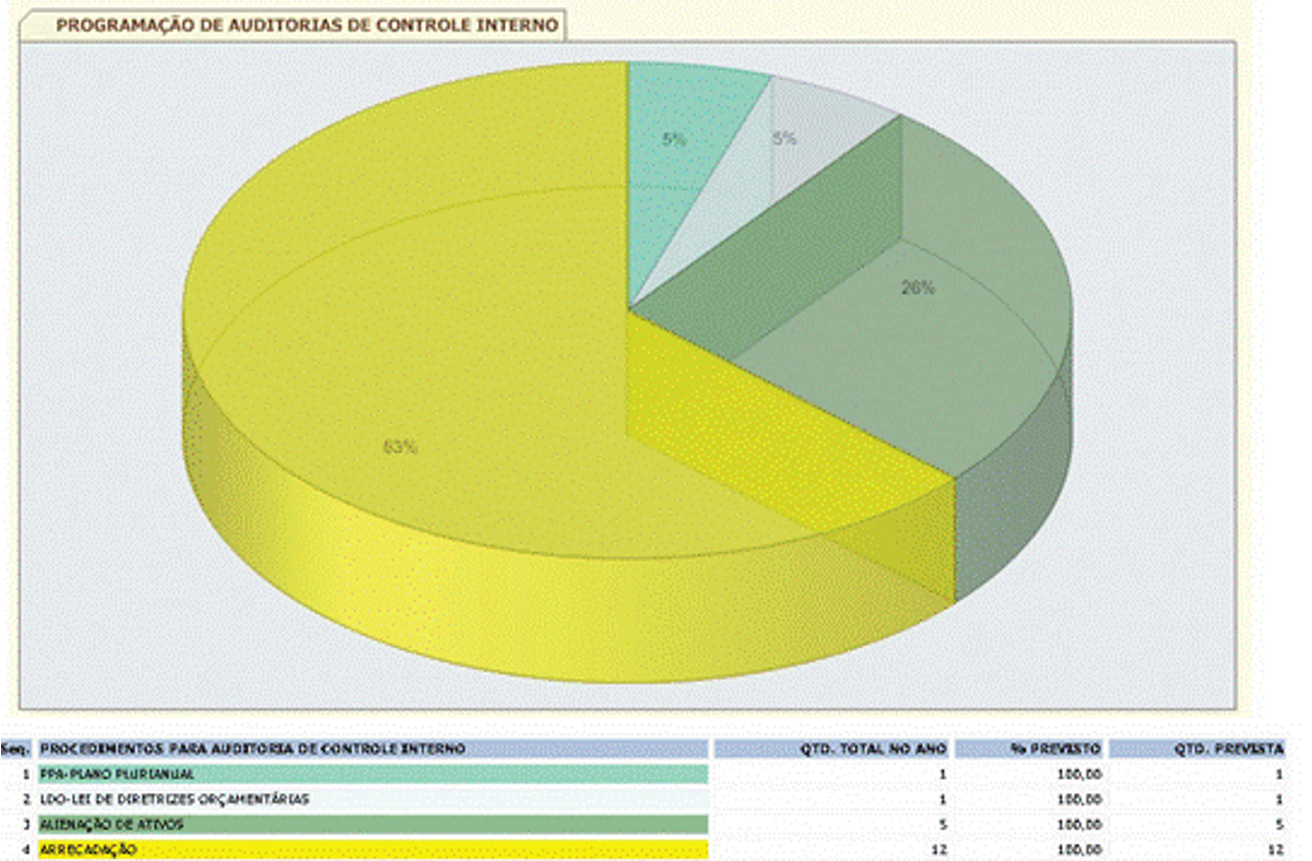 PROGRAMAÇÃO DE AUDITORIAS DE CONTROLE INTERNO
5%
5%
26%
63%
Seq. PROCEDIMENTOS PARA AUDITORIA DE CONTROLE INTERNO QTD. TOTAL NO ANO % PREVISTO QTD. PREVISTA
1 PPA-PLANO PLURIANUAL 1 100,00 1
2 LDO-LEI DE DIRETRIZES ORÇAMENTÁRIAS 1 100,00 1
3 ALIENAÇÃO DE ATIVOS 5 100,00 5
4 ARRECADAÇÃO 12 100,00 12